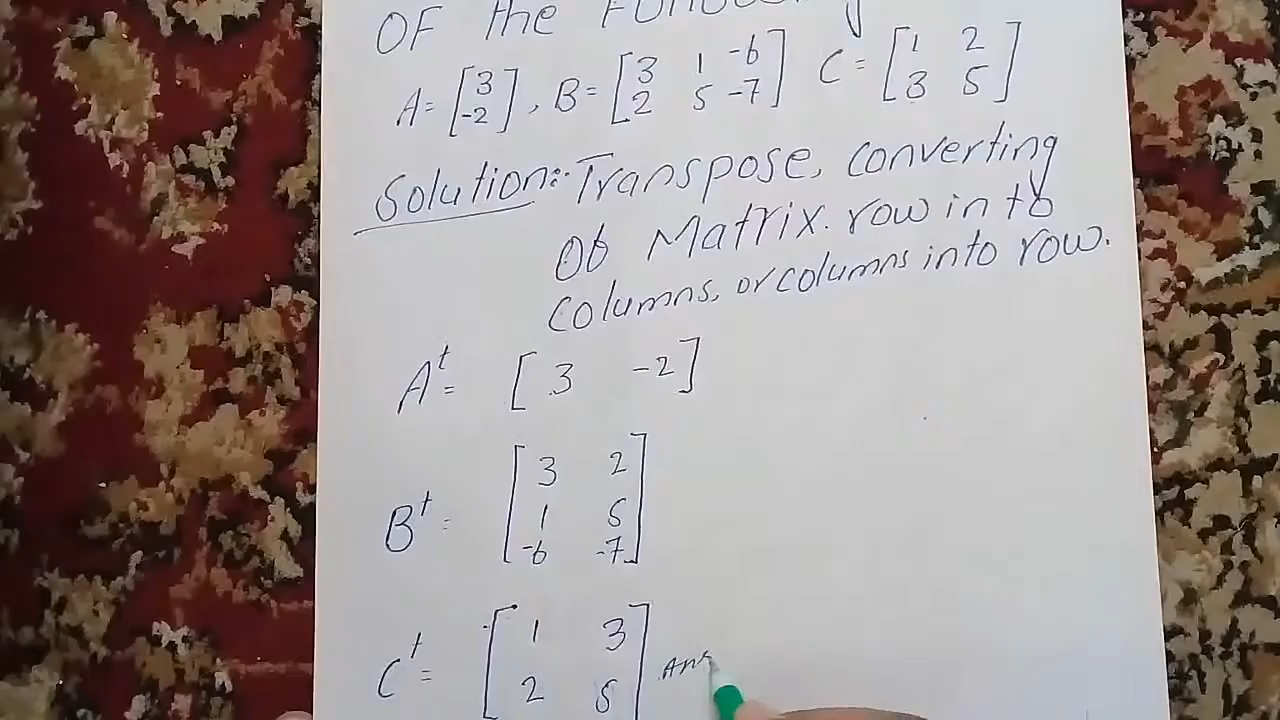 OF the Following
A = [3 -2], B = [3 1 -6 2 5 -7] C = [1 2 3 5]
Solution:- Transpose, converting
Of Matrix. row into
columns, or columns into row.
A^t = [3 -2]
B^t = [3 2 1 5 -6 -7]
C^t = [1 3 2 5] Ans